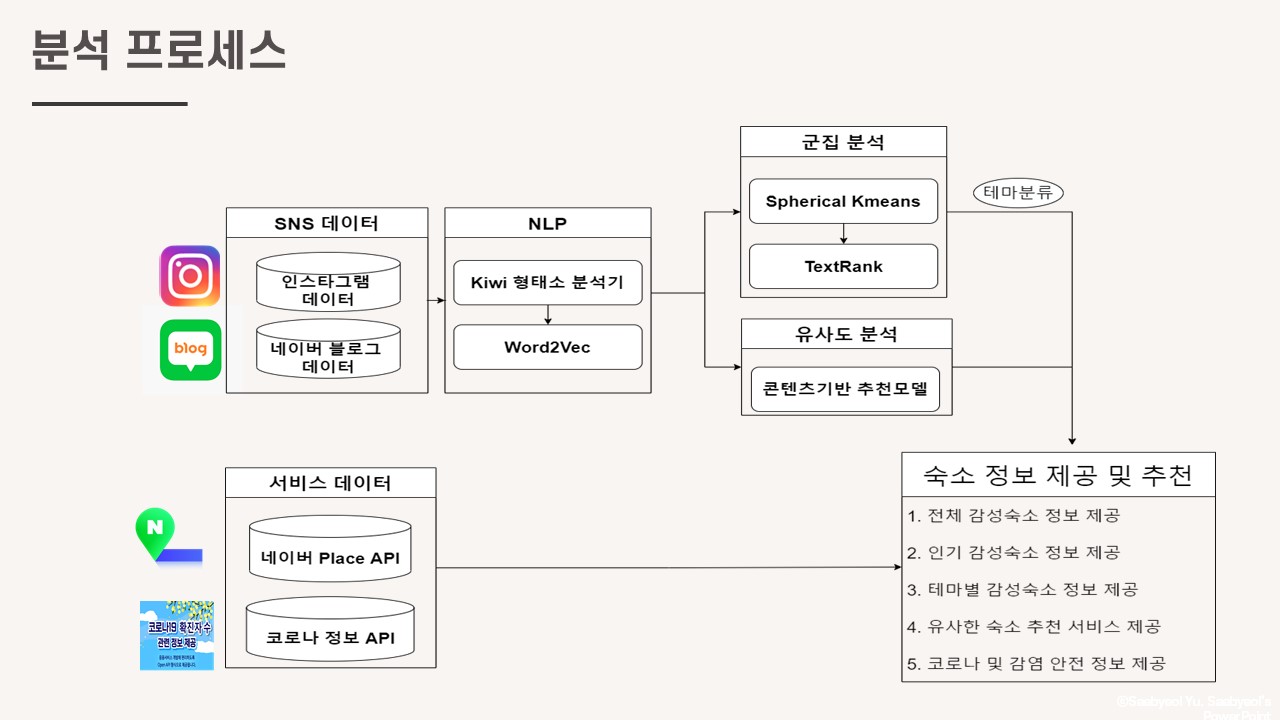 분석 프로세스
SNS 데이터
인스타그램
데이터
네이버 블로그
데이터
blog
NLP
Kiwi 형태소 분석기
Word2Vec
군집 분석
Spherical Kmeans
TextRank
테마분류
유사도 분석
콘텐츠기반 추천모델
서비스 데이터
네이버 Place API
코로나 정보 API
N
코로나19 확진자 수
관련 정보 제공
숙소 정보 제공 및 추천
1. 전체 감성숙소 정보 제공
2. 인기 감성숙소 정보 제공
3. 테마별 감성숙소 정보 제공
4. 유사한 숙소 추천 서비스 제공
5. 코로나 및 감염 안전 정보 제공
©Saebyeol Yu. Saebyeol's
PowerPoint